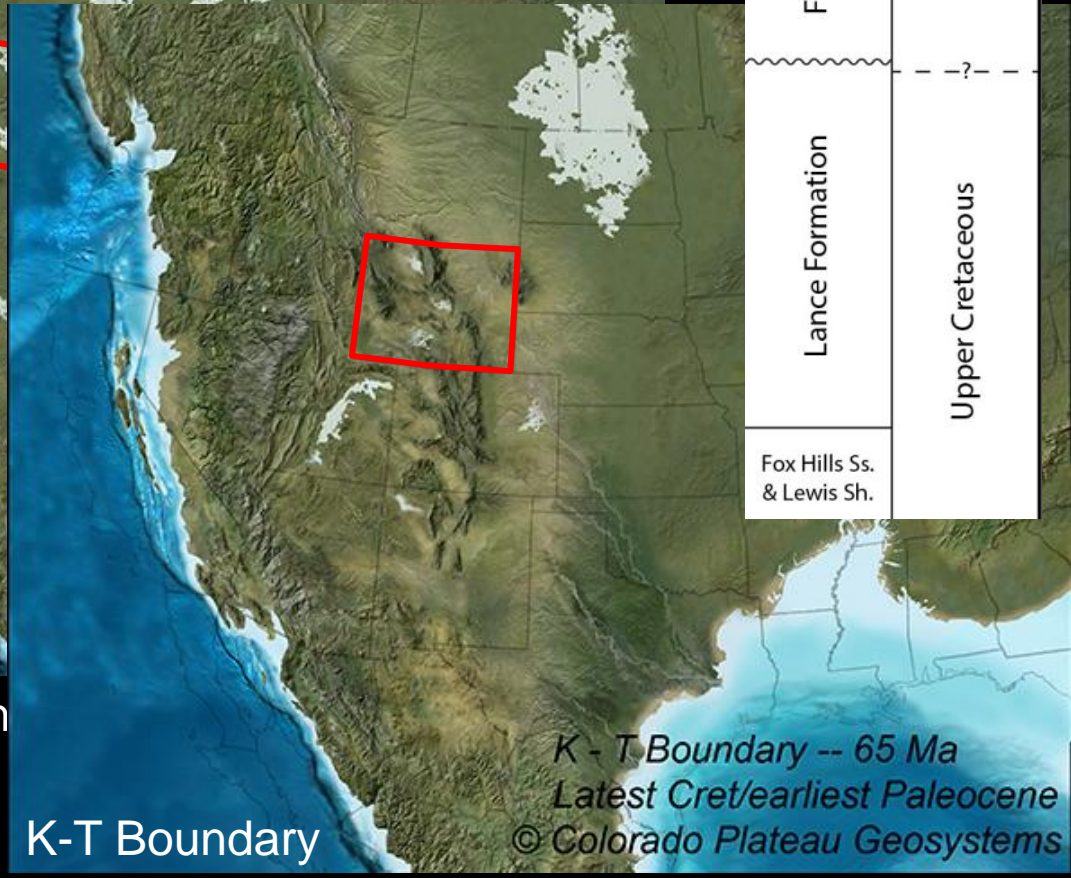 F
-?-
Lance Formation
Upper Cretaceous
Fox Hills Ss.
& Lewis Sh.
K - T Boundary -- 65 Ma
Latest Cret/earliest Paleocene
© Colorado Plateau Geosystems
K-T Boundary